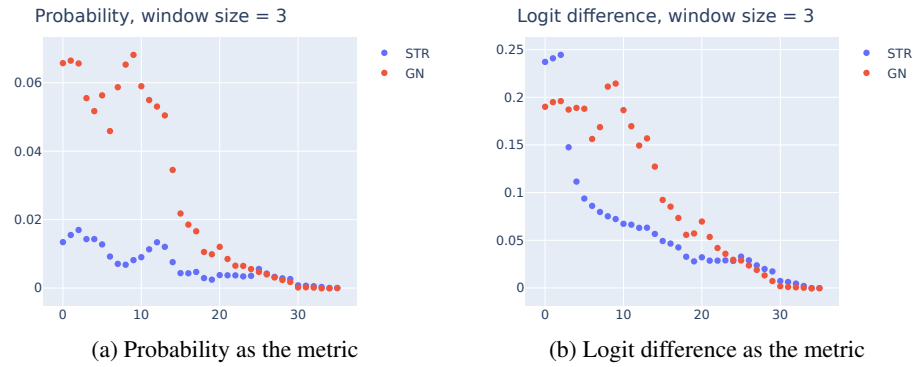 Probability, window size = 3
STR
GN
0.06
0.04
0.02
0
0
10
20
30
(a) Probability as the metric
Logit difference, window size = 3
STR
GN
0.25
0.2
0.15
0.1
0.05
0
0
10
20
30
(b) Logit difference as the metric